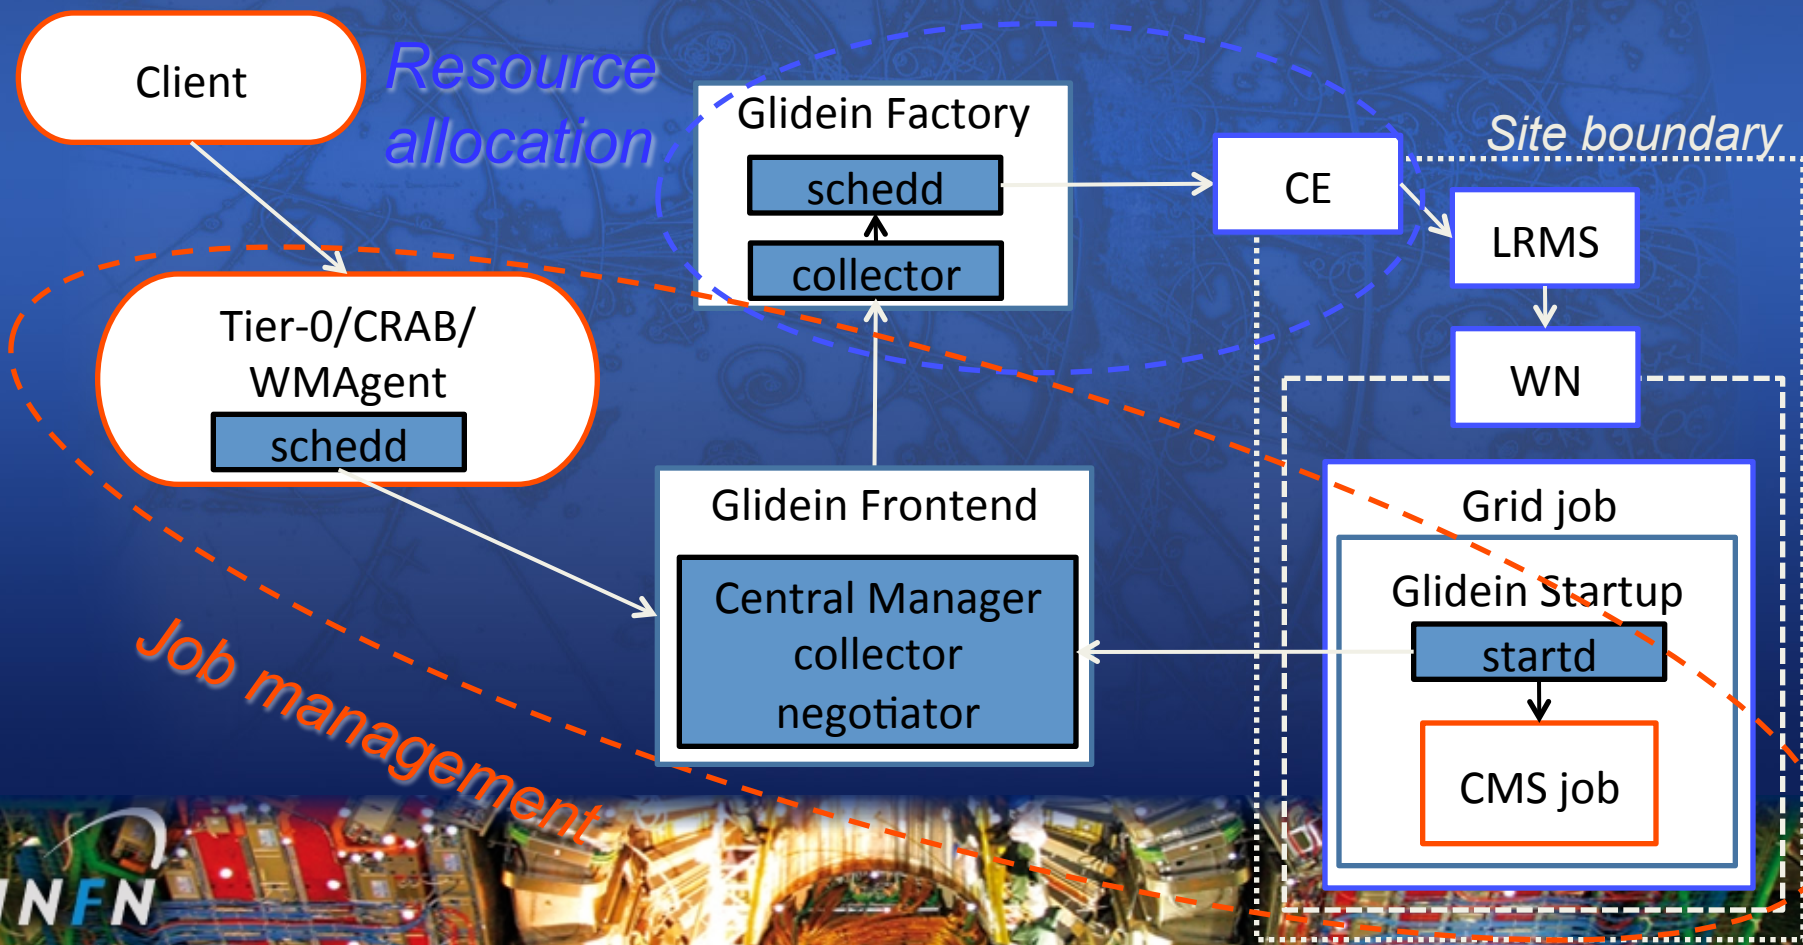 Client
Resource
allocation
Glidein Factory
schedd
collector
CE
Site boundary
LRMS
WN
Tier-0/CRAB/
WMAgent
schedd
Glidein Frontend
Central Manager
collector
negotiator
Grid job
Glidein Startup
startd
CMS job
Job management
INFN